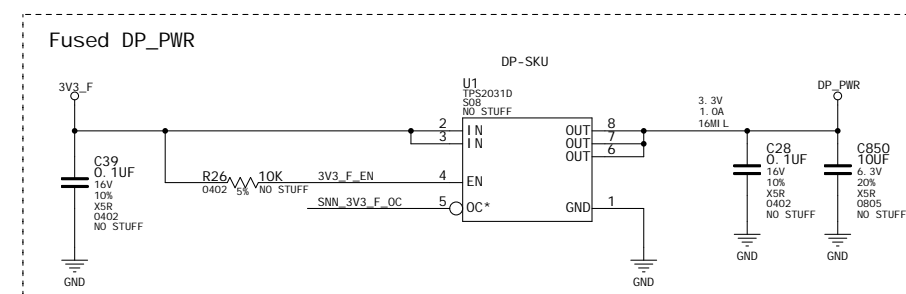 Fused DP_PWR
DP-SKU
3V3_F
U1
TPS2031D
SO8
NO STUFF
DP_PWR
3.3V
1.0A
16MIL
2 IN
3 IN
OUT 8
OUT 7
OUT 6
C39
0.1UF
16V
10%
X5R
0402
NO STUFF
R26 10K
0402 5% NO STUFF
3V3_F_EN
4 EN
SNN_3V3_F_OC
5 OC*
GND 1
C28
0.1UF
16V
10%
X5R
0402
NO STUFF
C850
10UF
6.3V
20%
X5R
0805
NO STUFF
GND
GND
GND
GND